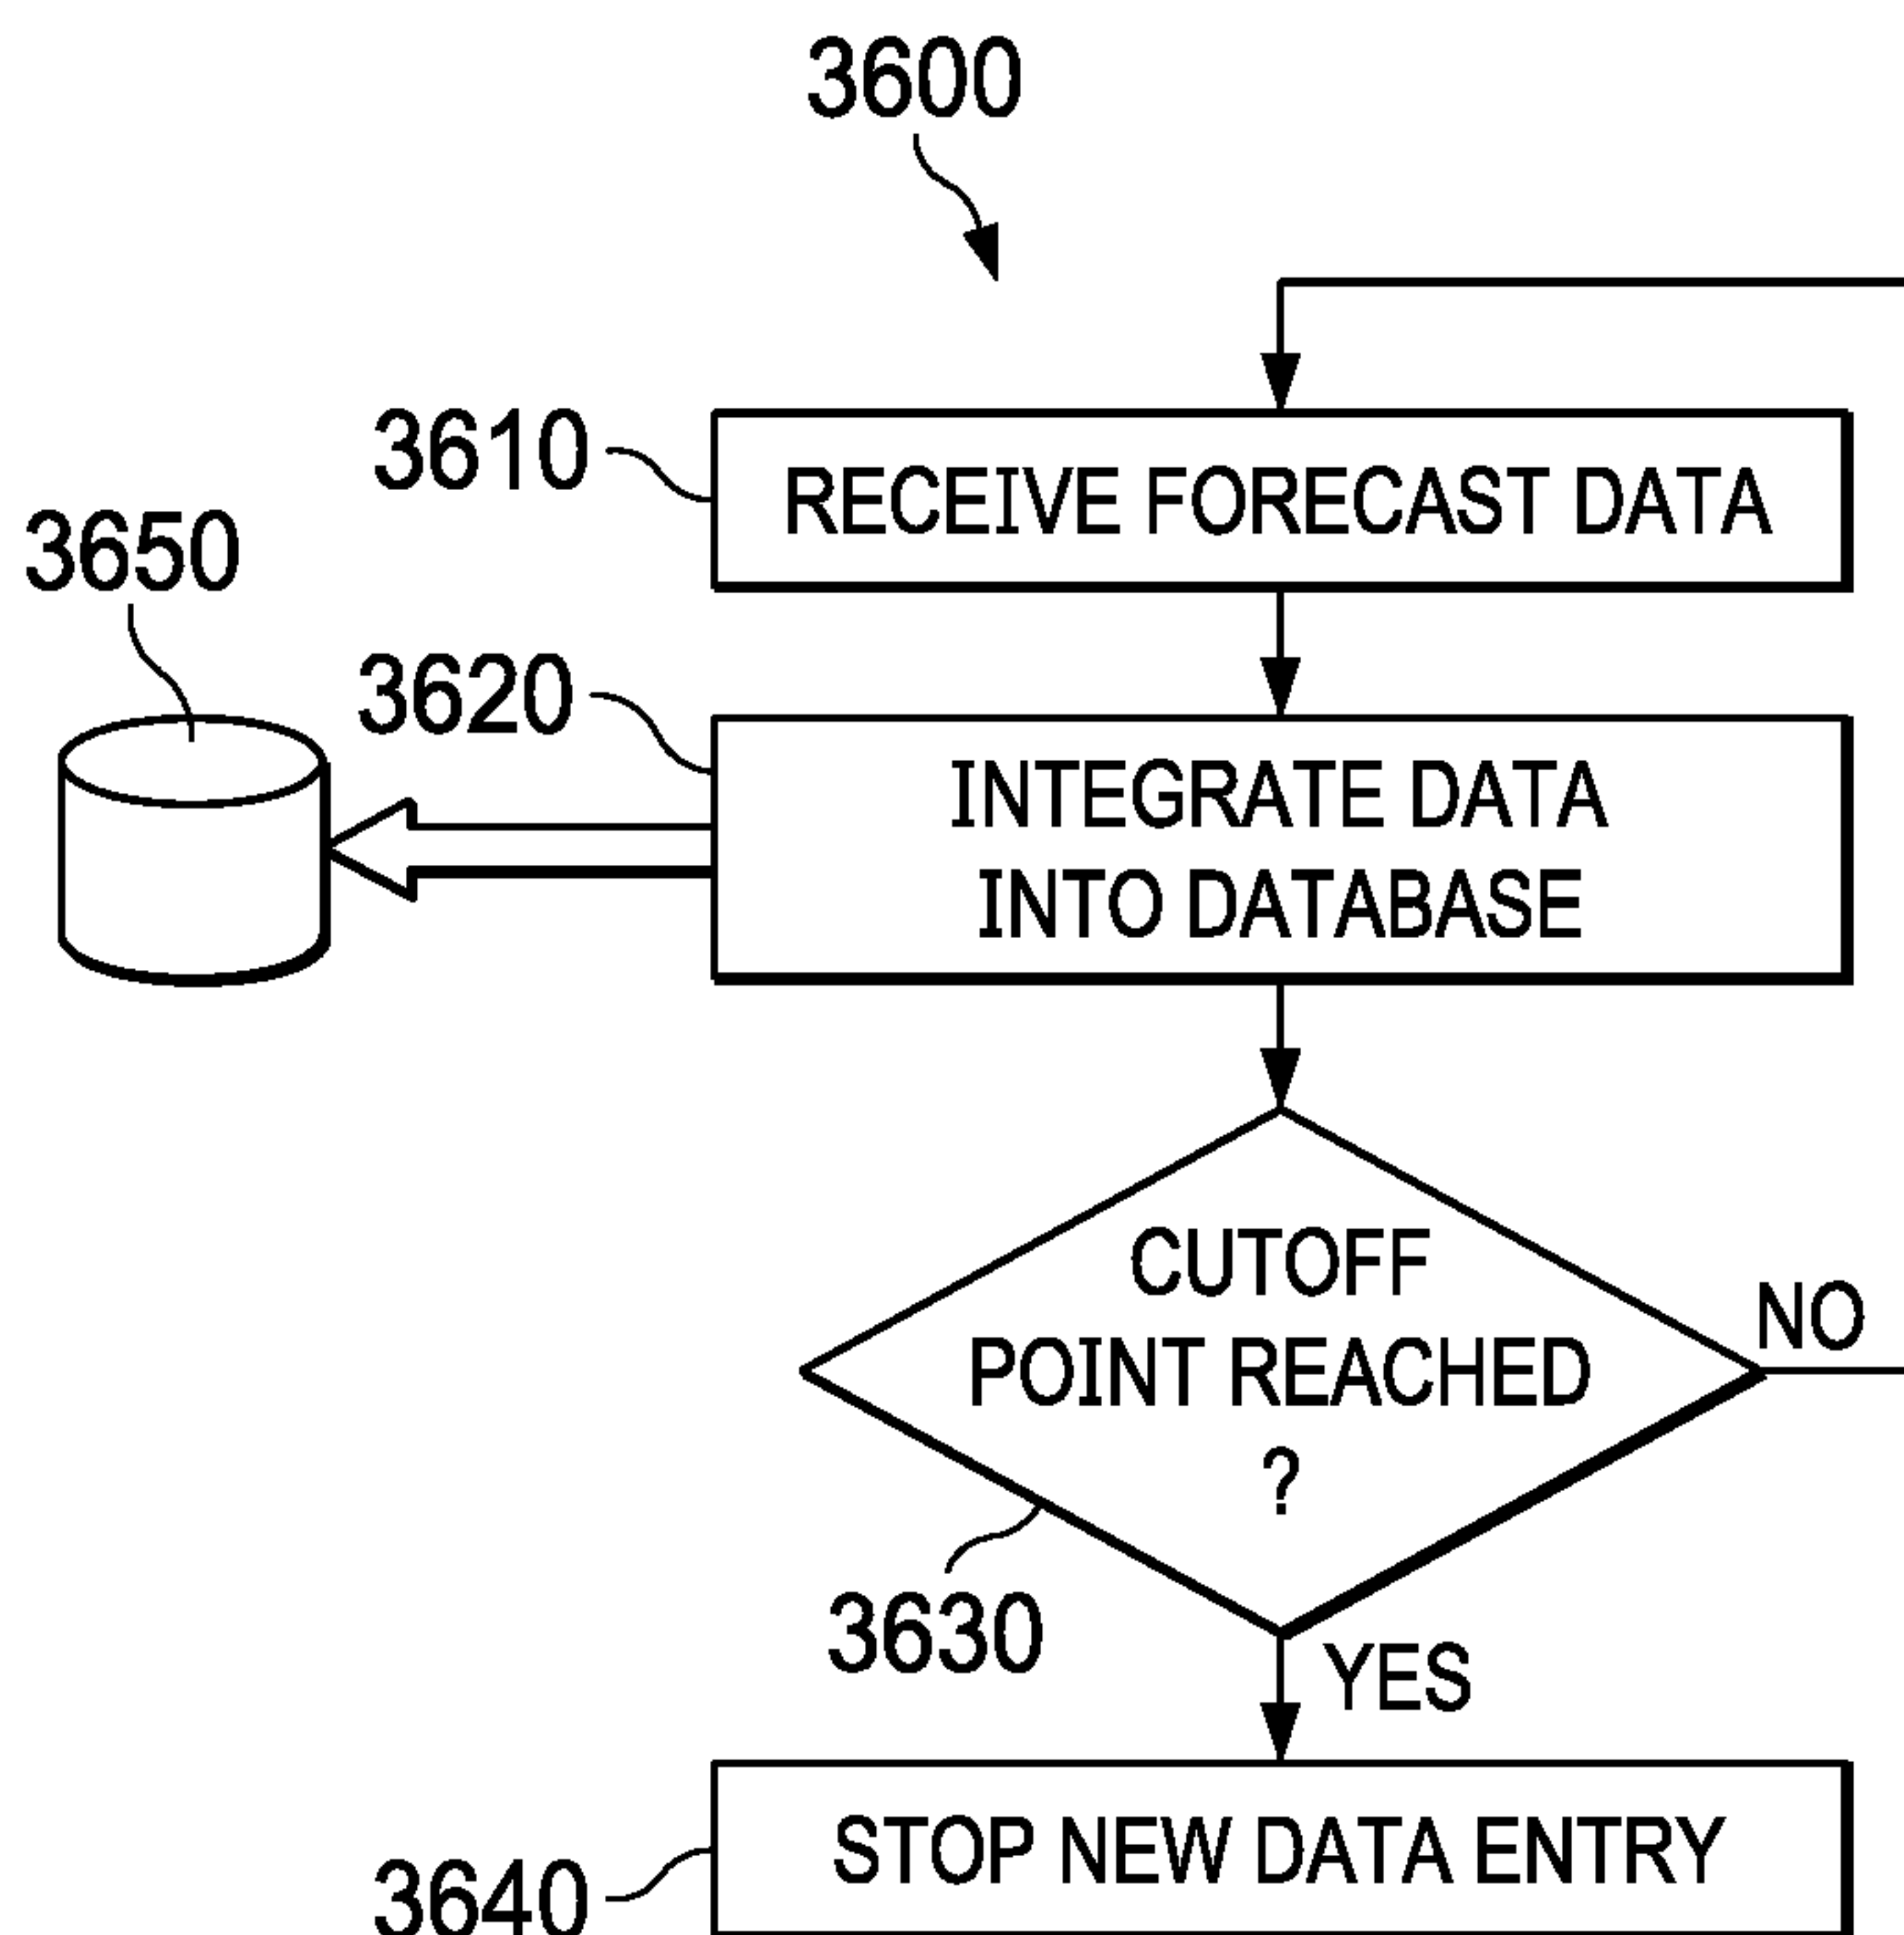 3600
3610
RECEIVE FORECAST DATA
3650
3620
INTEGRATE DATA
INTO DATABASE
CUTOFF
POINT REACHED
?
NO
3630
YES
STOP NEW DATA ENTRY
3640